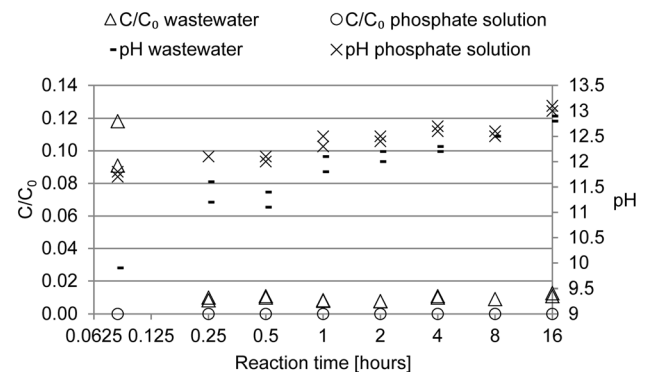 C/C₀ wastewater C/C₀ phosphate solution
pH wastewater pH phosphate solution
0.14 13.5
0.12 13
0.10 12.5
0.08 12
0.06 11.5
0.04 11
0.02 10.5
0.00 10
9.5
9
C/C₀
pH
0.0625 0.125 0.25 0.5 1 2 4 8 16
Reaction time [hours]